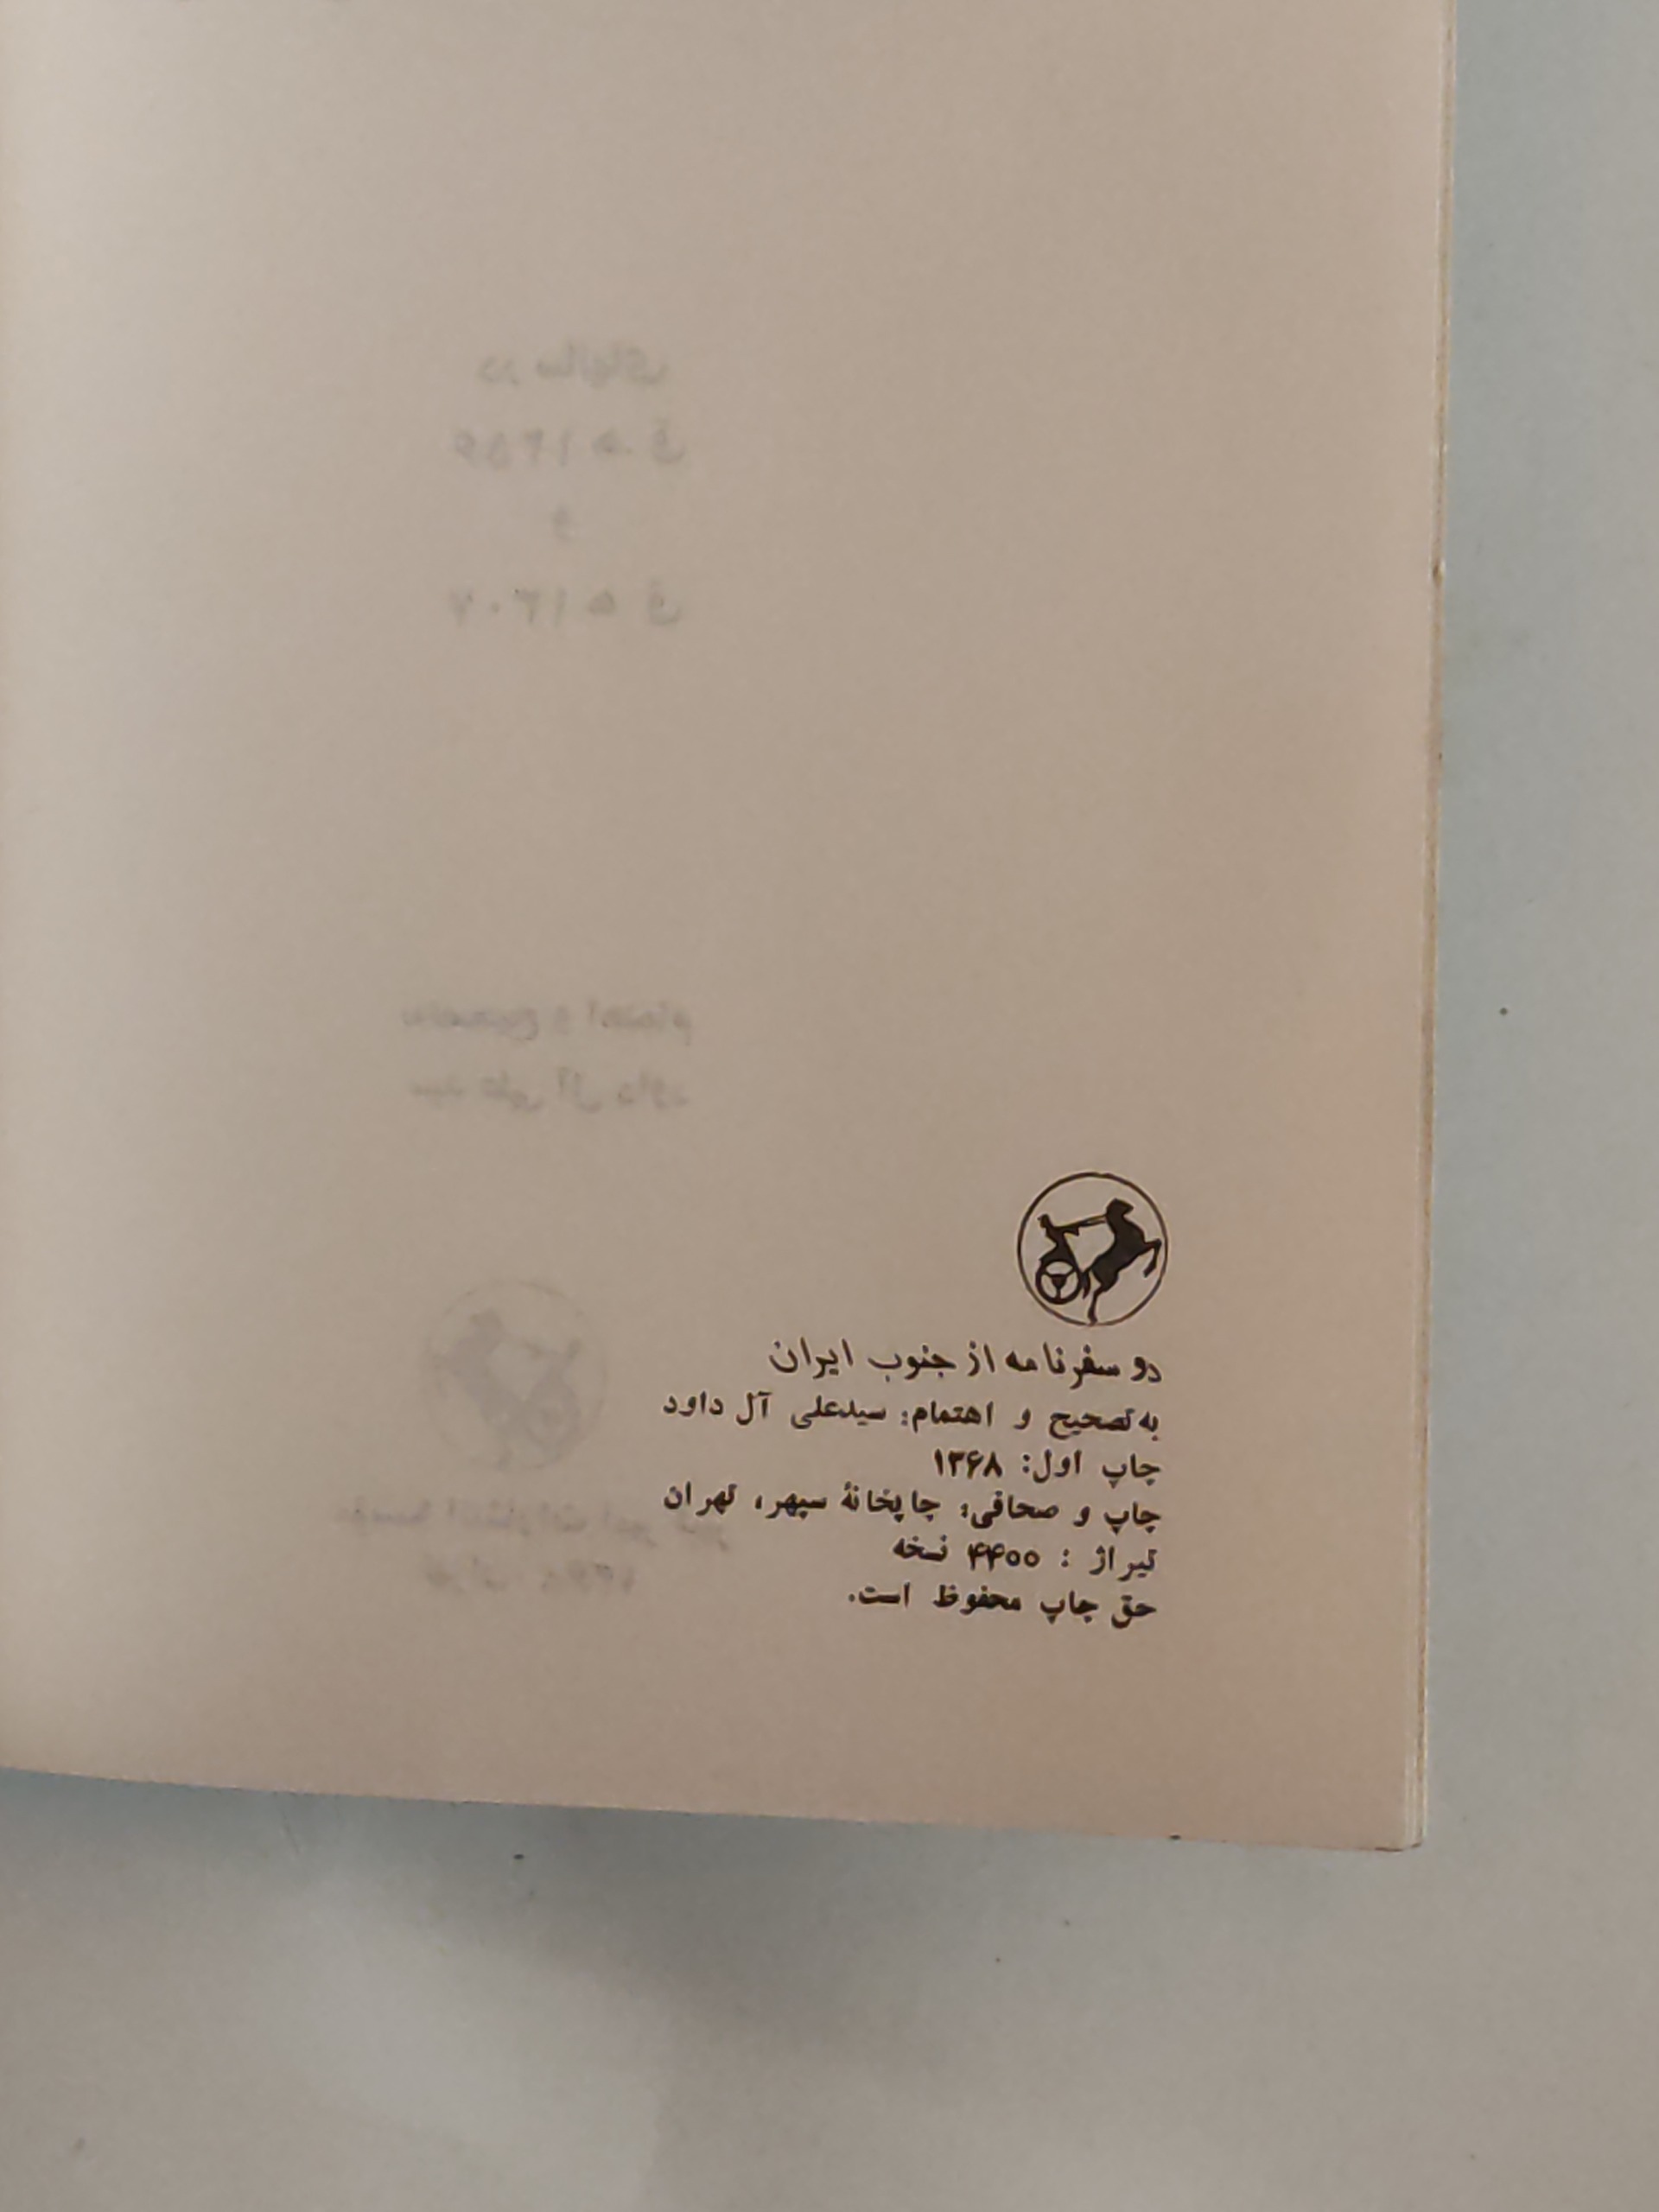 دو سفرنامه از جنوب ایران
به‌تصحیح و اهتمام: سیدعلی آل داود
چاپ اول: ۱۳۶۸
چاپ و صحافی: چاپخانهٔ سپهر، تهران
تیراژ : ۴۴۰۰ نسخه
حق چاپ محفوظ است.